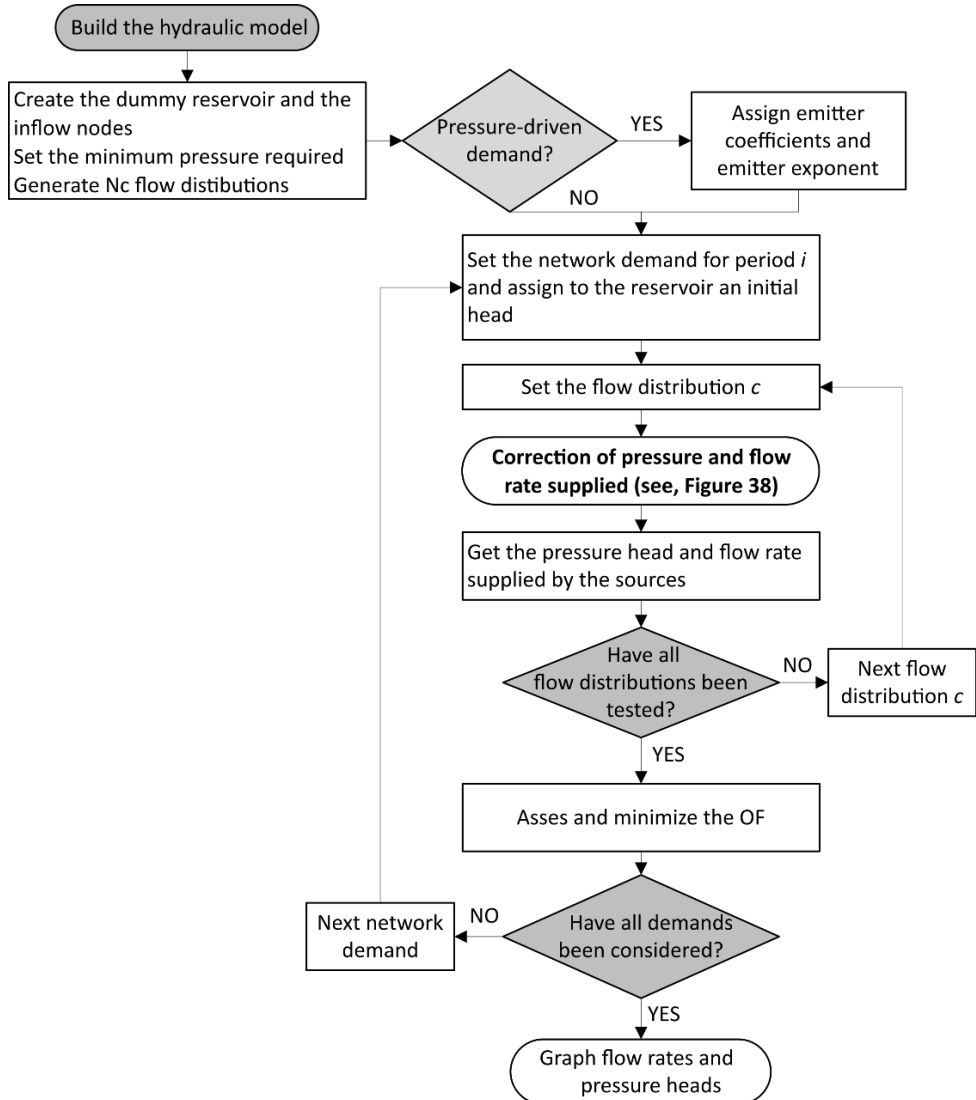 Build the hydraulic model
Create the dummy reservoir and the
inflow nodes
Set the minimum pressure required
Generate Nc flow distibutions
Pressure-driven
demand?
YES
Assign emitter
coefficients and
emitter exponent
NO
Set the network demand for period i
and assign to the reservoir an initial
head
Set the flow distribution c
Correction of pressure and flow
rate supplied (see, Figure 38)
Get the pressure head and flow rate
supplied by the sources
Have all
flow distributions been
tested?
NO
Next flow
distribution c
YES
Asses and minimize the OF
Have all demands
been considered?
NO
Next network
demand
YES
Graph flow rates and
pressure heads